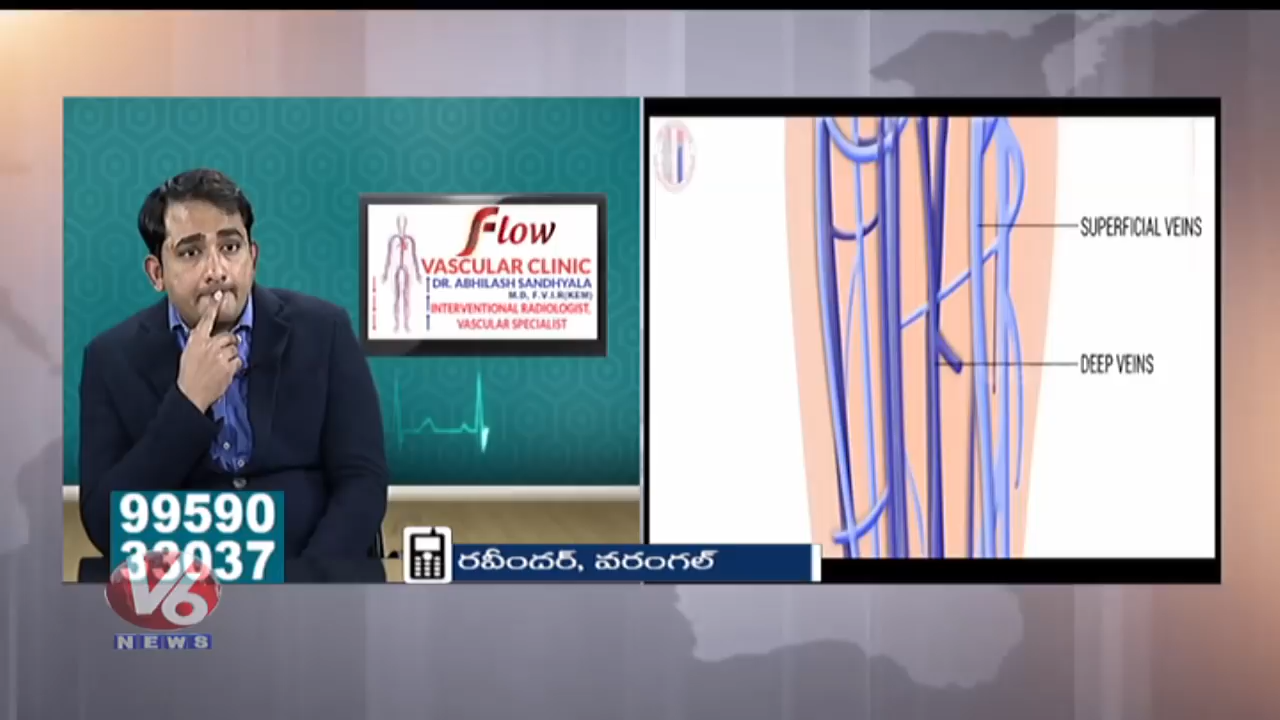 Flow
VASCULAR CLINIC
DR. ABHILASH SANDHYALA
M.D, F.V.I.R(KEM)
INTERVENTIONAL RADIOLOGIST,
VASCULAR SPECIALIST
SUPERFICIAL VEINS
DEEP VEINS
99590
33037
రవీందర్, వరంగల్
V6
NEWS